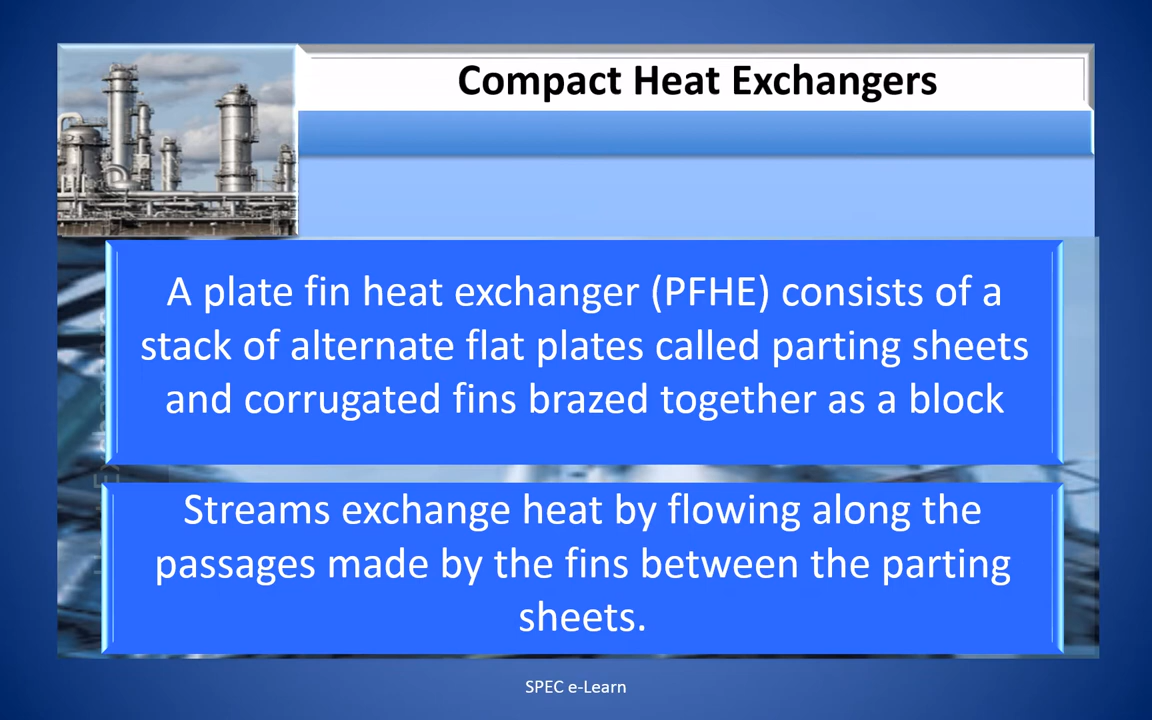 Compact Heat Exchangers
A plate fin heat exchanger (PFHE) consists of a
stack of alternate flat plates called parting sheets
and corrugated fins brazed together as a block
Streams exchange heat by flowing along the
passages made by the fins between the parting
sheets.
SPEC e-Learn